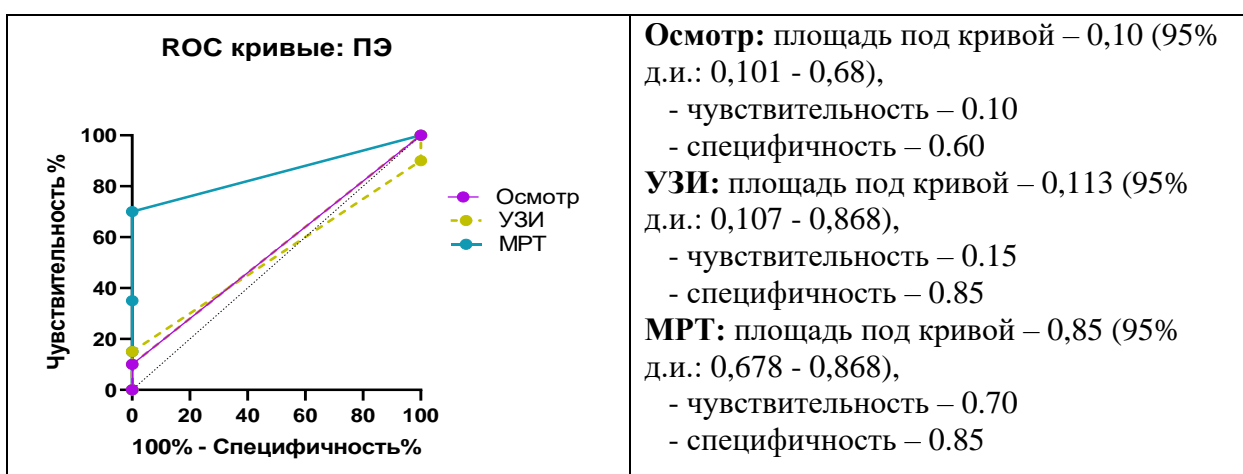 ROC кривые: ПЭ
Чувствительность %
100
80
60
40
20
0
0 20 40 60 80 100
100% - Специфичность%
Осмотр
УЗИ
МРТ
Осмотр: площадь под кривой – 0,10 (95%
д.и.: 0,101 - 0,68),
- чувствительность – 0.10
- специфичность – 0.60
УЗИ: площадь под кривой – 0,113 (95%
д.и.: 0,107 - 0,868),
- чувствительность – 0.15
- специфичность – 0.85
МРТ: площадь под кривой – 0,85 (95%
д.и.: 0,678 - 0,868),
- чувствительность – 0.70
- специфичность – 0.85